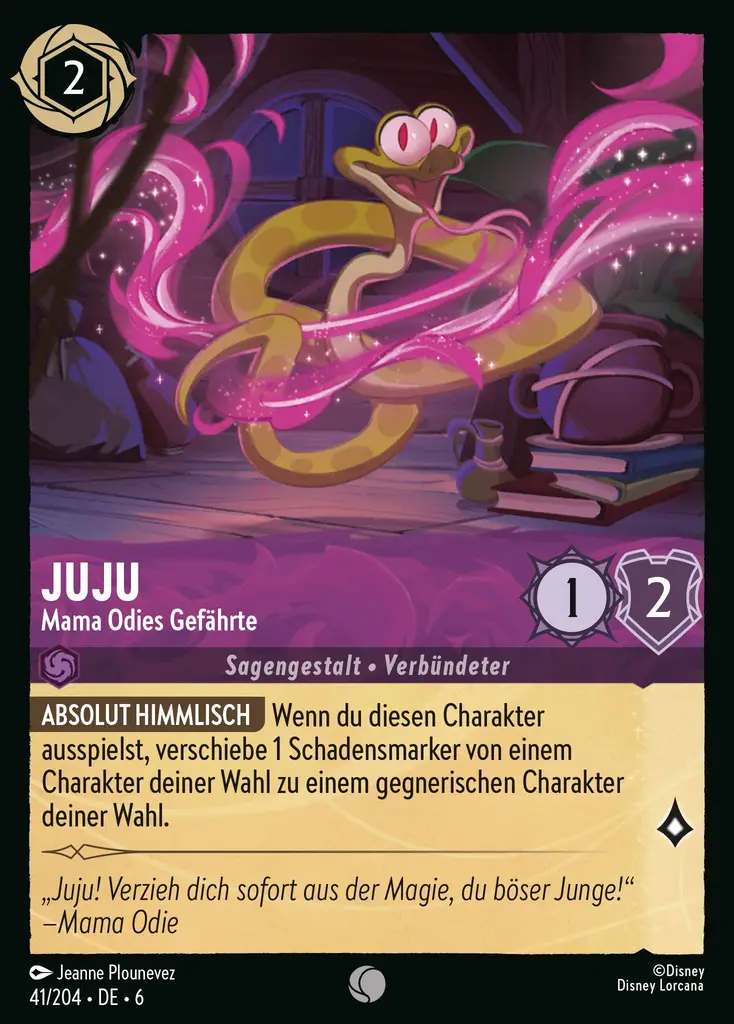 2
JUJU
Mama Odies Gefährte
1
2
Sagengestalt • Verbündeter
ABSOLUT HIMMLISCH Wenn du diesen Charakter
ausspielst, verschiebe 1 Schadensmarker von einem
Charakter deiner Wahl zu einem gegnerischen Charakter
deiner Wahl.
„Juju! Verzieh dich sofort aus der Magie, du böser Junge!“
–Mama Odie
Jeanne Plounevez
©Disney
41/204 • DE • 6
Disney Lorcana